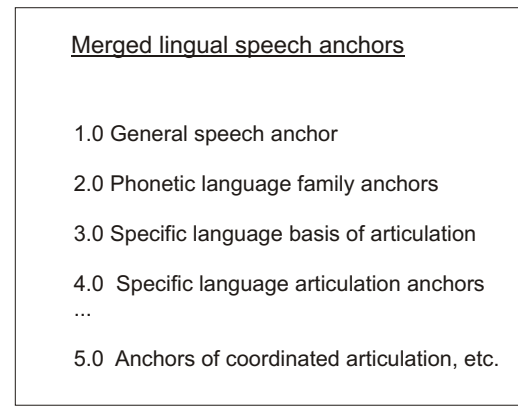 Merged lingual speech anchors
1.0 General speech anchor
2.0 Phonetic language family anchors
3.0 Specific language basis of articulation
4.0 Specific language articulation anchors
...
5.0 Anchors of coordinated articulation, etc.